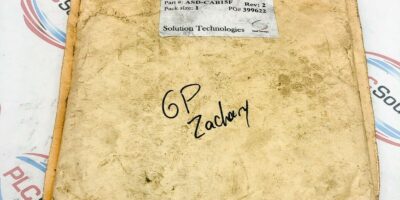 Part #: ASD-CAB15F Rev: 2
Pack size: 1 PO# 399622
Solution Technologies
GP
Zachary